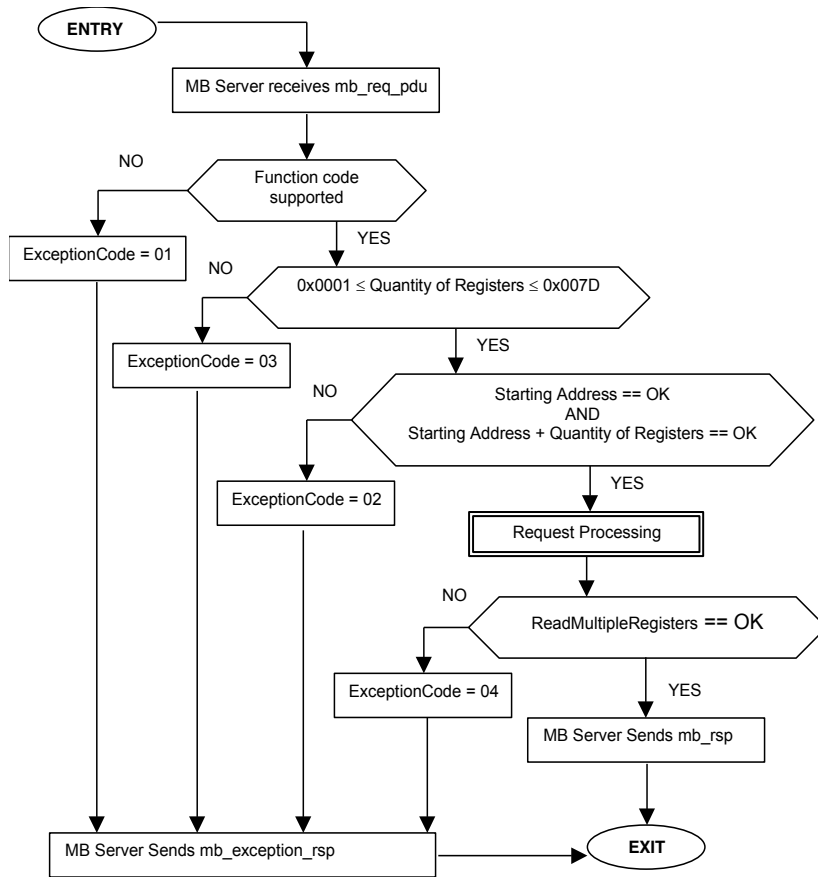 ENTRY
MB Server receives mb_req_pdu
NO
Function code
supported
YES
ExceptionCode = 01
NO
0x0001 ≤ Quantity of Registers ≤ 0x007D
YES
ExceptionCode = 03
NO
Starting Address == OK
AND
Starting Address + Quantity of Registers == OK
YES
ExceptionCode = 02
Request Processing
NO
ReadMultipleRegisters == OK
YES
ExceptionCode = 04
MB Server Sends mb_rsp
MB Server Sends mb_exception_rsp
EXIT